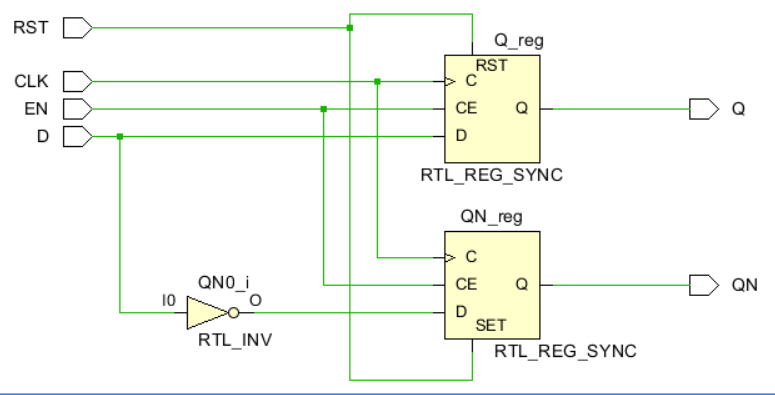 RST
Q_reg
RST
CLK
C
EN
CE
Q
Q
D
D
RTL_REG_SYNC
QN_reg
C
QN0_i
CE
Q
QN
I0
O
D
SET
RTL_INV
RTL_REG_SYNC